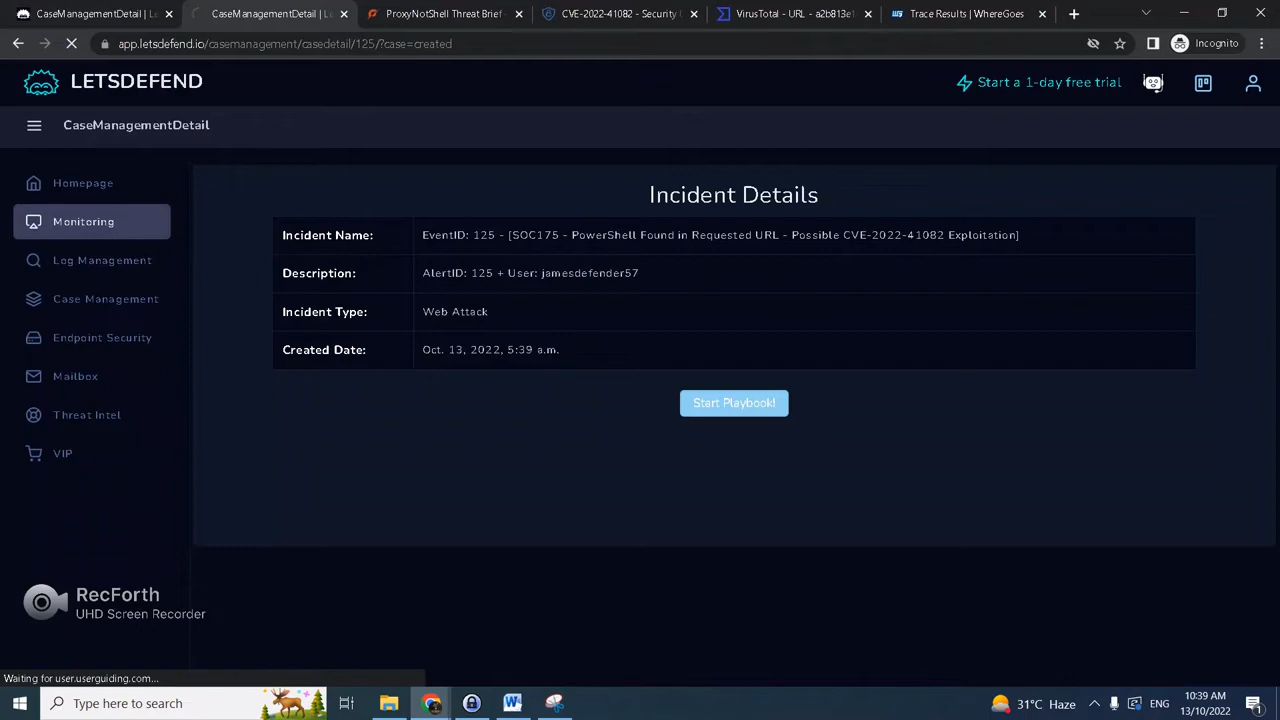 CaseManagementDetail | L
CaseManagementDetail | L
ProxyNotShell Threat Brief -
CVE-2022-41082 - Security U
VirusTotal - URL - a2b813e1
Trace Results | WhereGoes
app.letsdefend.io/casemanagement/casedetail/125/?case=created
Incognito
LETSDEFEND
Start a 1-day free trial
CaseManagementDetail
Homepage
Monitoring
Log Management
Case Management
Endpoint Security
Mailbox
Threat Intel
VIP
Incident Details
Incident Name: EventID: 125 - [SOC175 - PowerShell Found in Requested URL - Possible CVE-2022-41082 Exploitation]
Description: AlertID: 125 + User: jamesdefender57
Incident Type: Web Attack
Created Date: Oct. 13, 2022, 5:39 a.m.
Start Playbook!
RecForth
UHD Screen Recorder
Waiting for user.userguiding.com...
Type here to search
31°C Haze
ENG
10:39 AM
13/10/2022